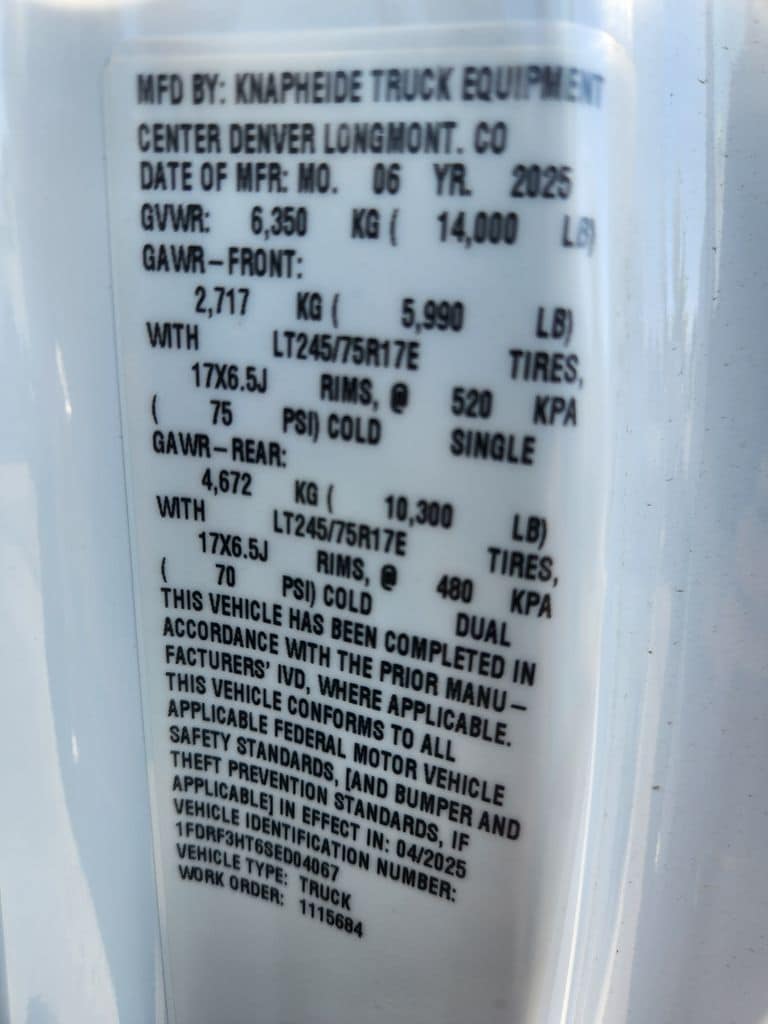 MFD BY: KNAPHEIDE TRUCK EQUIPMENT
CENTER DENVER LONGMONT. CO
DATE OF MFR: MO. 06 YR. 2025
GVWR: 6,350 KG ( 14,000 LB)
GAWR-FRONT:
2,717 KG ( 5,990 LB)
WITH LT245/75R17E TIRES,
17X6.5J RIMS, @ 520 KPA
( 75 PSI) COLD SINGLE
GAWR-REAR:
4,672 KG ( 10,300 LB)
WITH LT245/75R17E TIRES,
17X6.5J RIMS, @ 480 KPA
( 70 PSI) COLD DUAL
THIS VEHICLE HAS BEEN COMPLETED IN
ACCORDANCE WITH THE PRIOR MANU-
FACTURERS' IVD, WHERE APPLICABLE.
THIS VEHICLE CONFORMS TO ALL
APPLICABLE FEDERAL MOTOR VEHICLE
SAFETY STANDARDS, [AND BUMPER AND
THEFT PREVENTION STANDARDS, IF
APPLICABLE] IN EFFECT IN: 04/2025
VEHICLE IDENTIFICATION NUMBER:
1FDRF3HT6SED04067
VEHICLE TYPE: TRUCK
WORK ORDER: 1115684